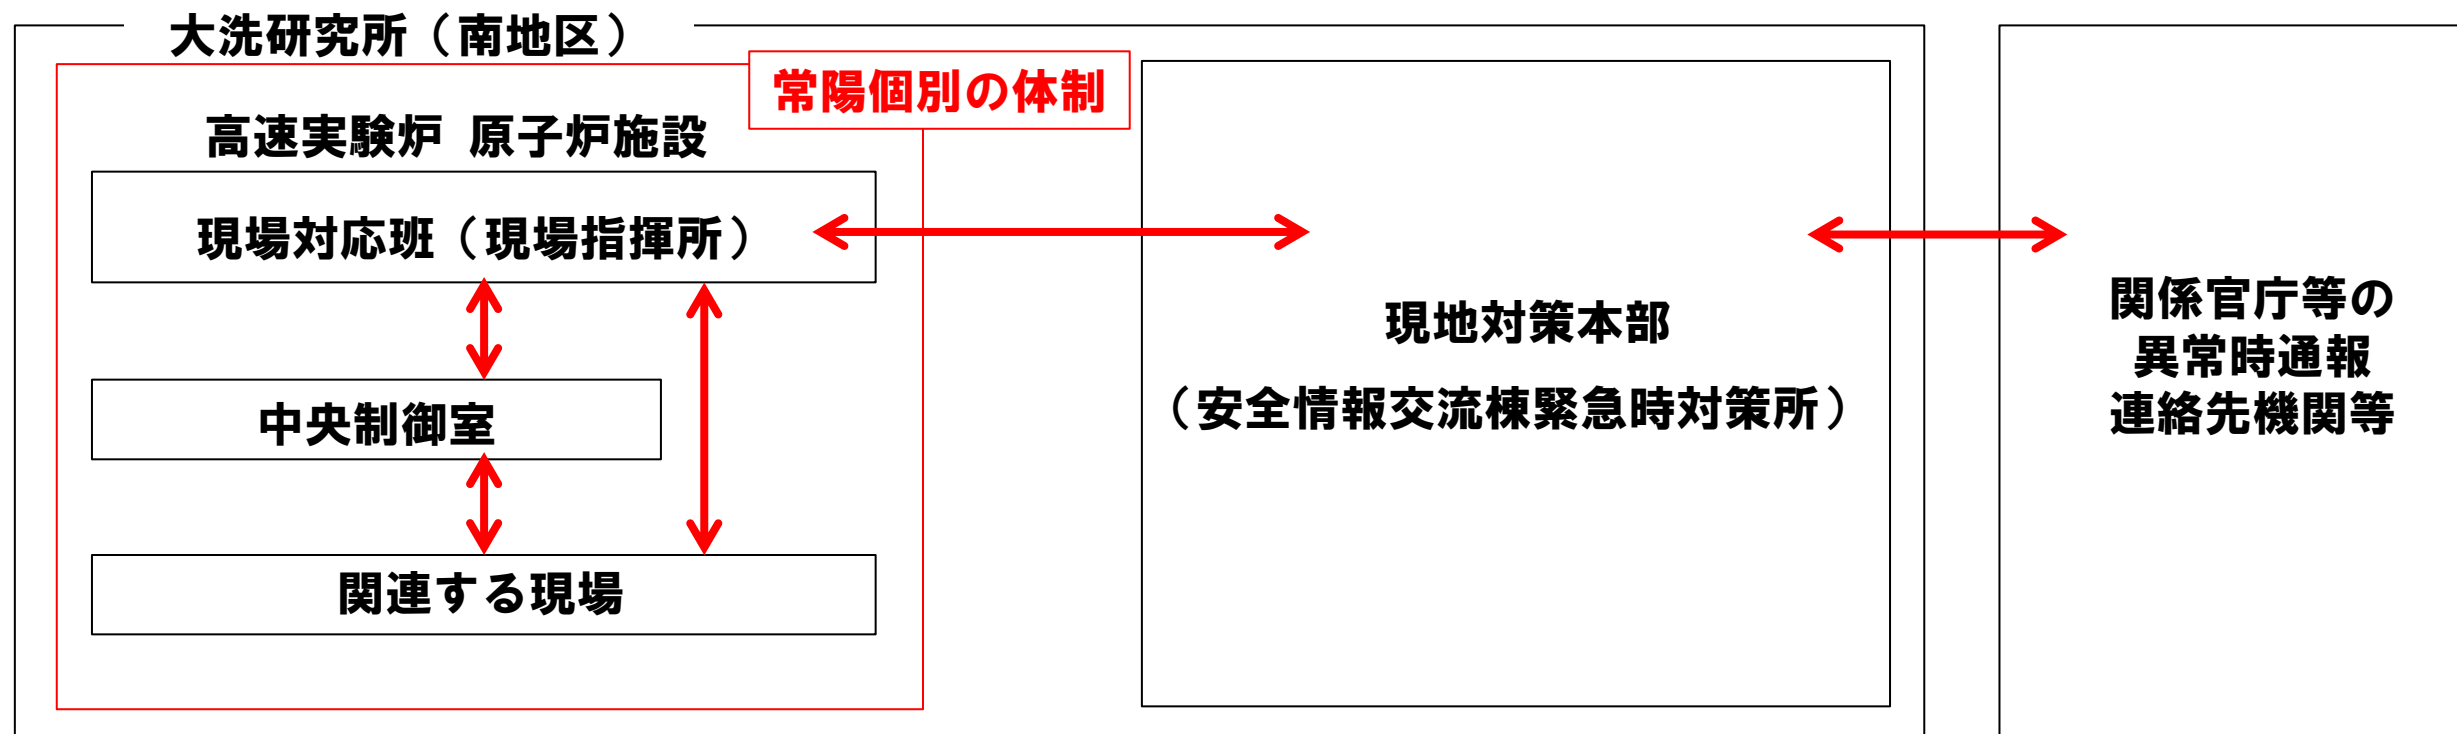 大洗研究所（南地区）
常陽個別の体制
高速実験炉 原子炉施設
現場対応班（現場指揮所）
中央制御室
関連する現場
現地対策本部
（安全情報交流棟緊急時対策所）
関係官庁等の
異常時通報
連絡先機関等